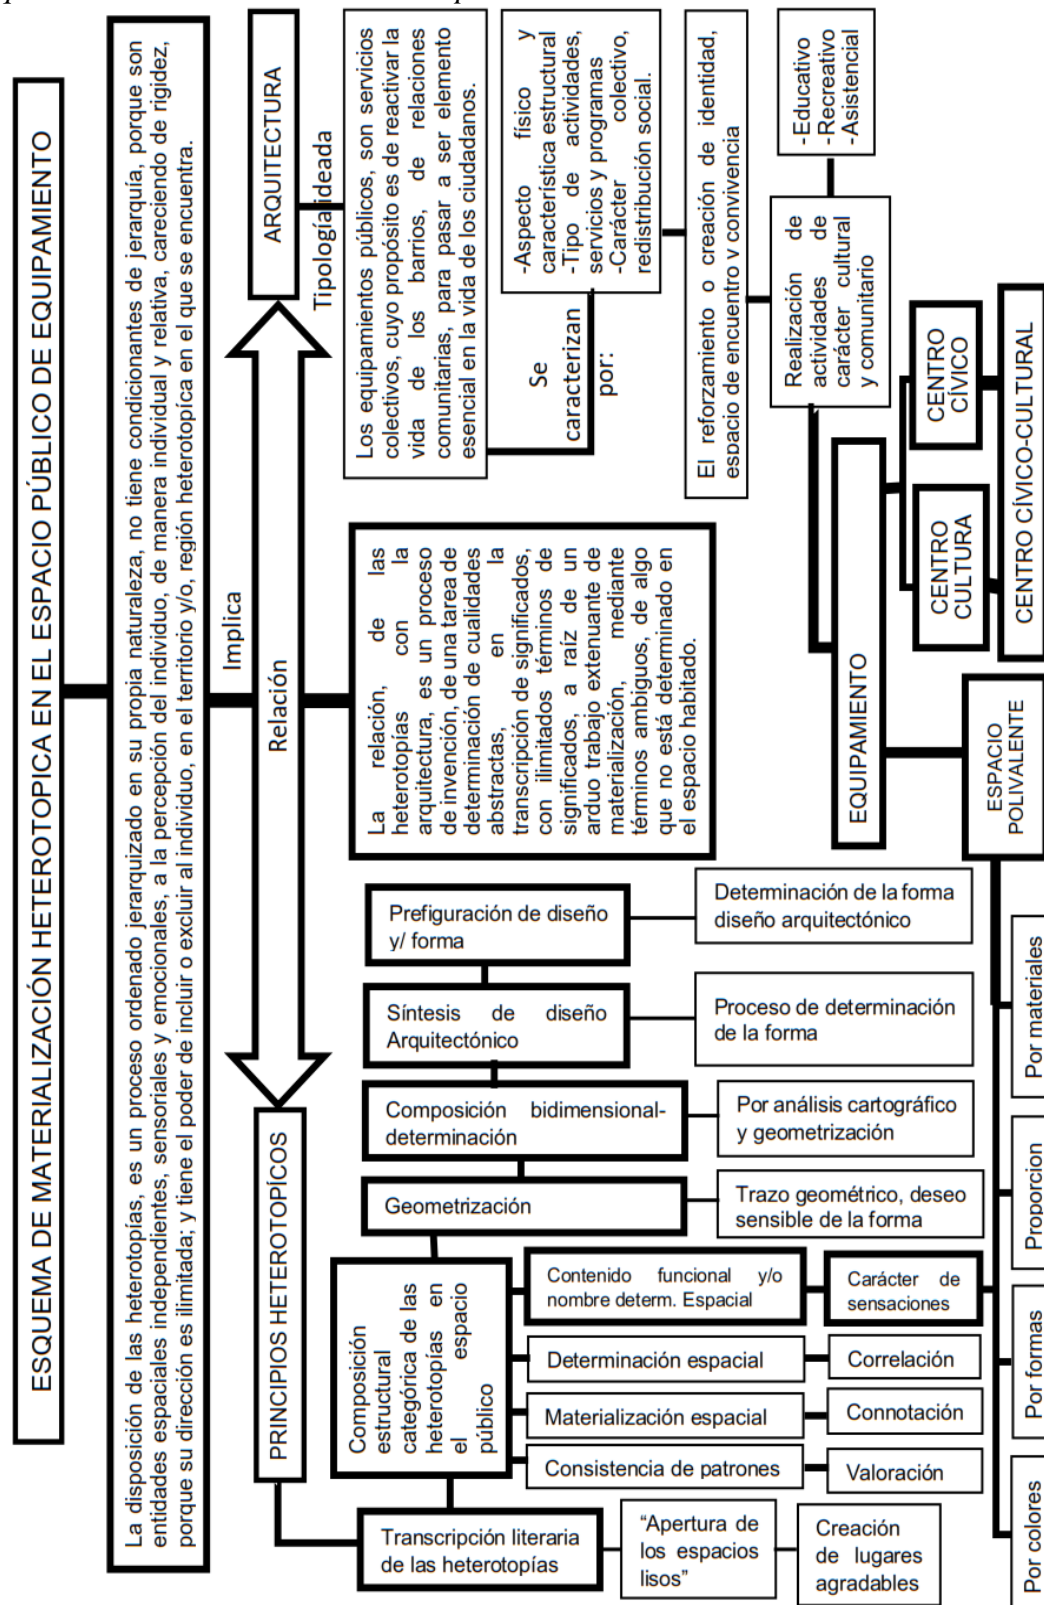 ESQUEMA DE MATERIALIZACIÓN HETEROTOPICA EN EL ESPACIO PÚBLICO DE EQUIPAMIENTO
La disposición de las heterotopías, es un proceso ordenado jerarquizado en su propia naturaleza, no tiene condicionantes de jerarquía, porque son
entidades espaciales independientes, sensoriales y emocionales, a la percepción del individuo, de manera individual y relativa, careciendo de rigidez,
porque su dirección es ilimitada; y tiene el poder de incluir o excluir al individuo, en el territorio y/o, región heterotopíca en el que se encuentra.
Implica
Relación
PRINCIPIOS HETEROTOPÍCOS
ARQUITECTURA
Tipología ideada
Transcripción literaria
de las heterotopías
"Apertura de
los espacios
lisos"
Creación
de lugares
agradables
Composición
estructural
categórica de las
heterotopías en
el espacio
público
Consistencia de patrones
Valoración
Materialización espacial
Connotación
Determinación espacial
Correlación
Contenido funcional y/o
nombre determ. Espacial
Carácter de
sensaciones
Geometrización
Trazo geométrico, deseo
sensible de la forma
Composición bidimensional-
determinación
Por análisis cartográfico
y geometrización
Síntesis de diseño
Arquitectónico
Proceso de determinación
de la forma
Prefiguración de diseño
y/ forma
Determinación de la forma
diseño arquitectónico
La relación, de las
heterotopías con la
arquitectura, es un proceso
de invención, de una tarea de
determinación de cualidades
abstractas, en la
transcripción de significados,
con ilimitados términos de
significados, a raíz de un
arduo trabajo extenuante de
materialización, mediante
términos ambiguos, de algo
que no está determinado en
el espacio habitado.
Los equipamientos públicos, son servicios
colectivos, cuyo propósito es de reactivar la
vida de los barrios, de relaciones
comunitarias, para pasar a ser elemento
esencial en la vida de los ciudadanos.
Se
caracterizan
por:
-Aspecto físico y
característica estructural
-Tipo de actividades,
servicios y programas
-Carácter colectivo,
redistribución social.
El reforzamiento o creación de identidad,
espacio de encuentro y convivencia
Realización de
actividades de
carácter cultural
y comunitario
-Educativo
-Recreativo
-Asistencial
EQUIPAMIENTO
CENTRO
CULTURA
CENTRO
CÍVICO
CENTRO CÍVICO-CULTURAL
ESPACIO
POLIVALENTE
Por colores
Por formas
Proporcion
Por materiales